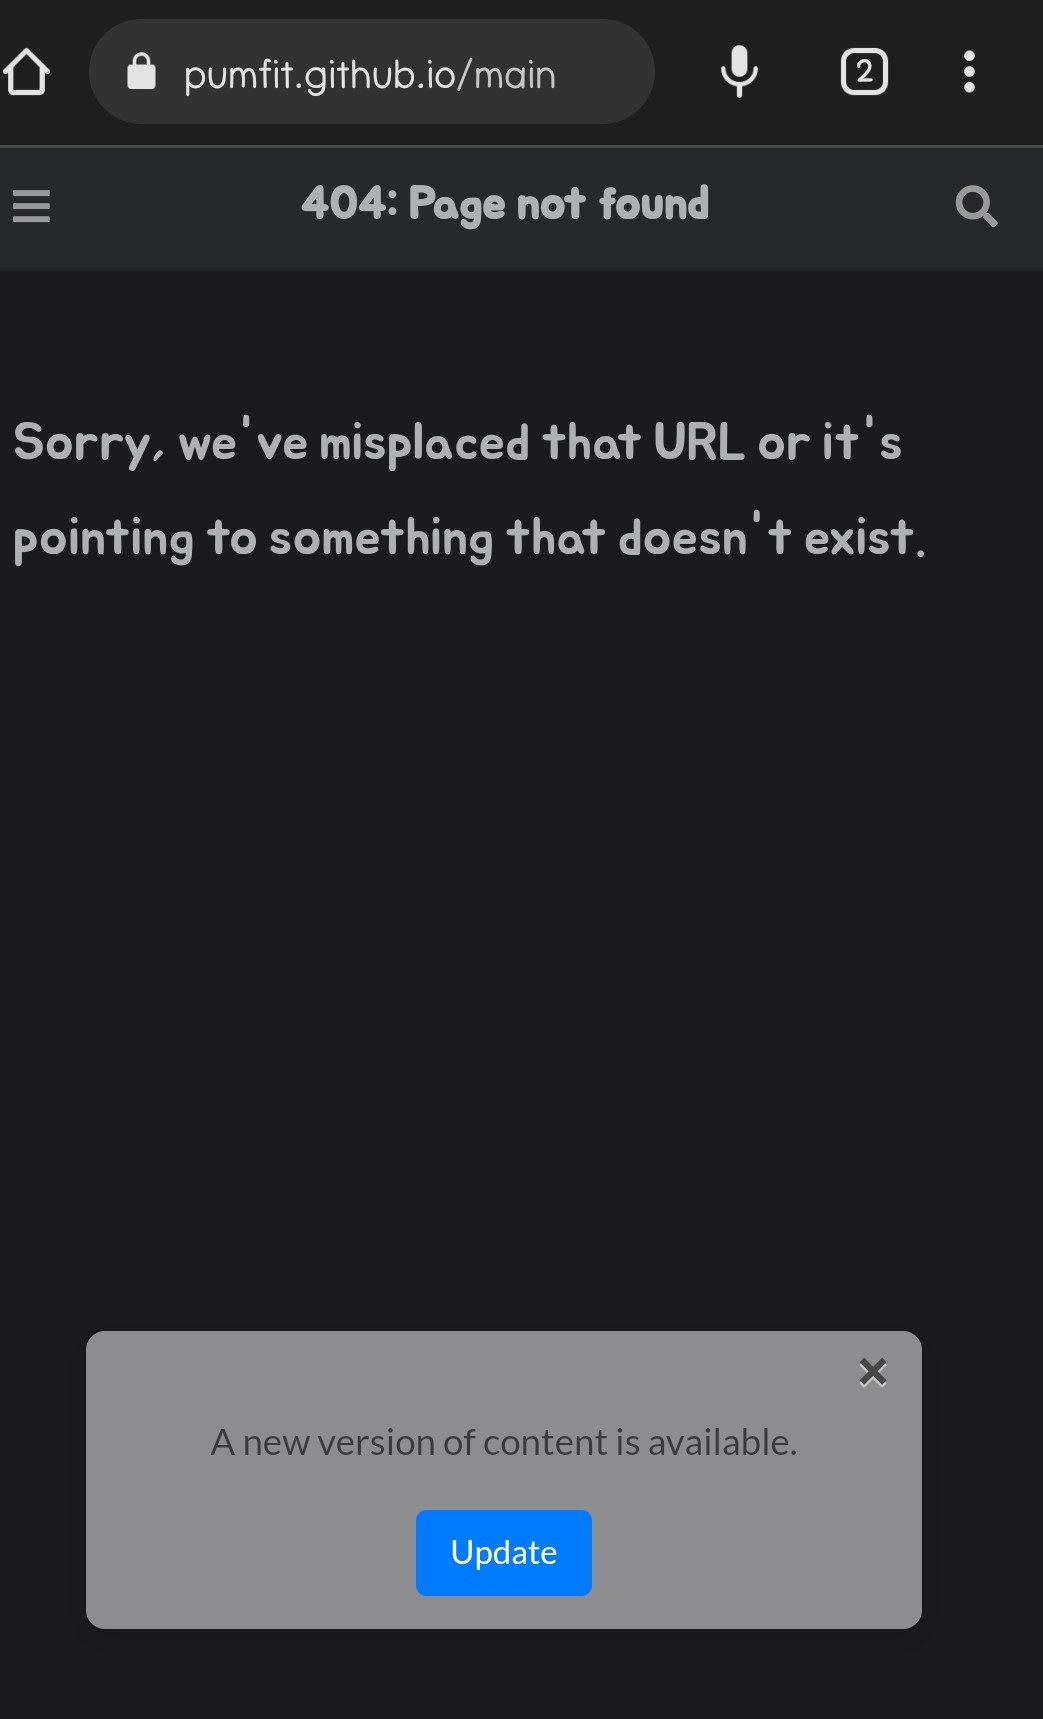 pumfit.github.io/main
2
404: Page not found
Sorry, we've misplaced that URL or it's
pointing to something that doesn't exist.
A new version of content is available.
Update